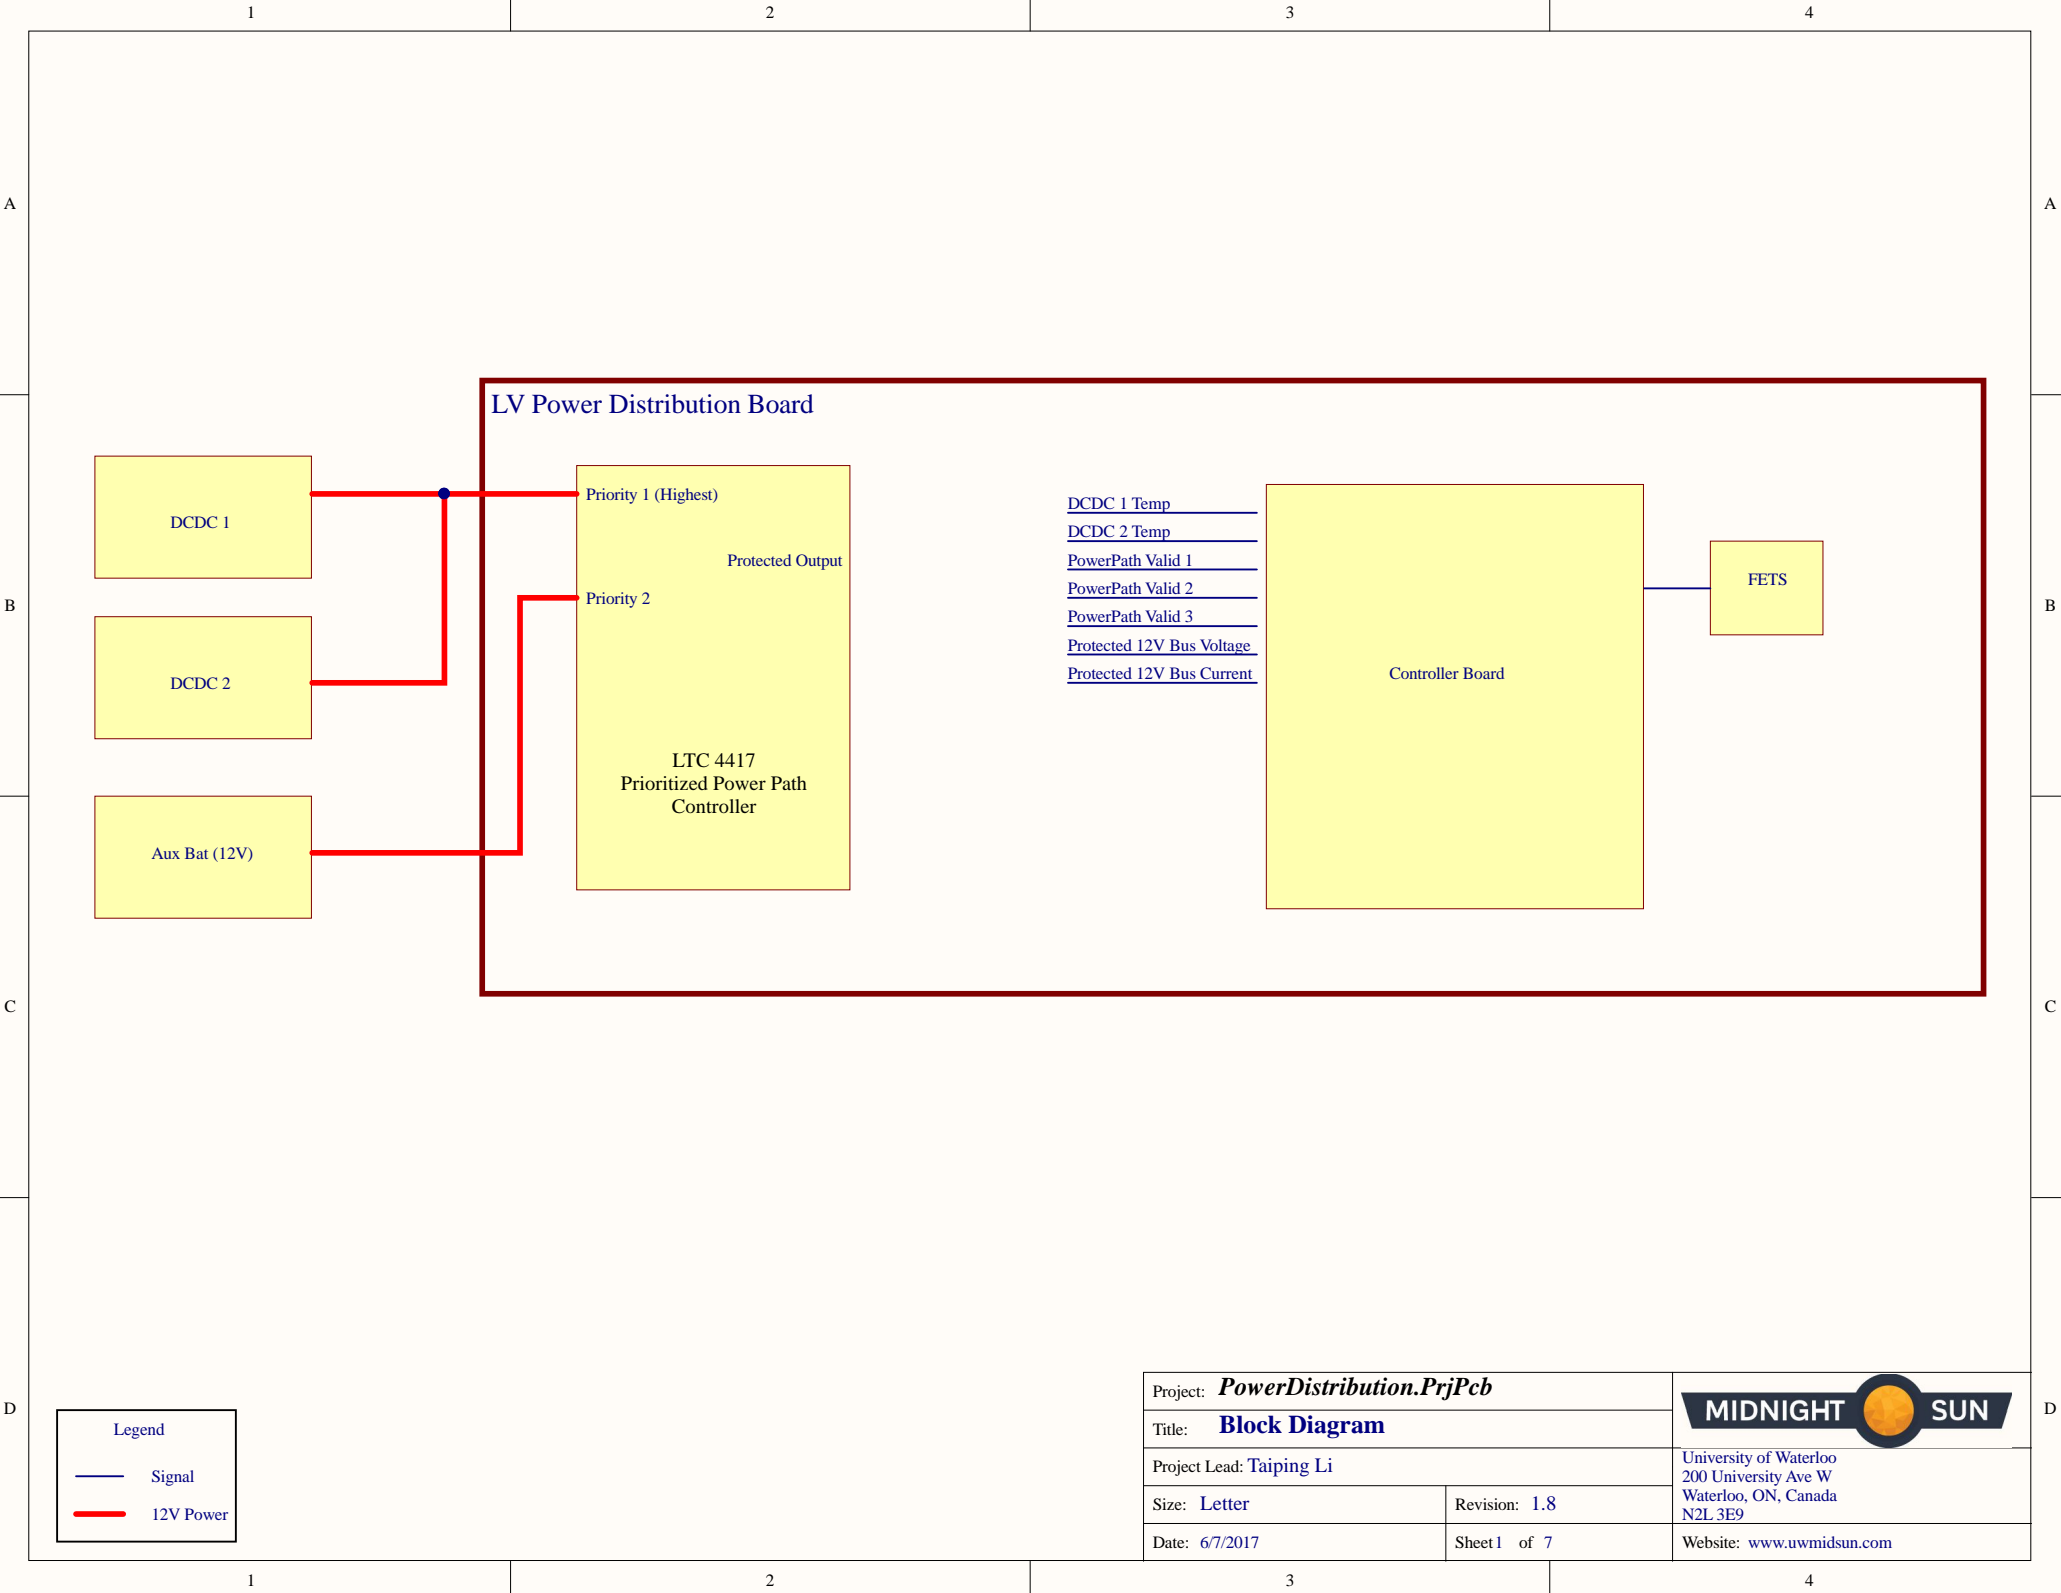 1 2 3 4
A A
LV Power Distribution Board
DCDC 1
Priority 1 (Highest)
DCDC 1 Temp
DCDC 2 Temp
Protected Output
PowerPath Valid 1
FETS
PowerPath Valid 2
B B
Priority 2
PowerPath Valid 3
Protected 12V Bus Voltage
Protected 12V Bus Current
Controller Board
DCDC 2
LTC 4417
Prioritized Power Path
Controller
Aux Bat (12V)
C C
D D
Legend
Signal
12V Power
Project: PowerDistribution.PrjPcb
Title: Block Diagram
Project Lead: Taiping Li
Size: Letter
Revision: 1.8
Date: 6/7/2017
Sheet 1 of 7
MIDNIGHT SUN
University of Waterloo
200 University Ave W
Waterloo, ON, Canada
N2L 3E9
Website: www.uwmidsun.com
1 2 3 4